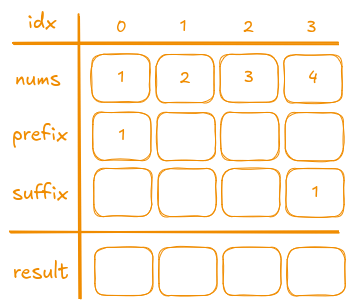 idx 0 1 2 3
nums 1 2 3 4
prefix 1
suffix 1
result